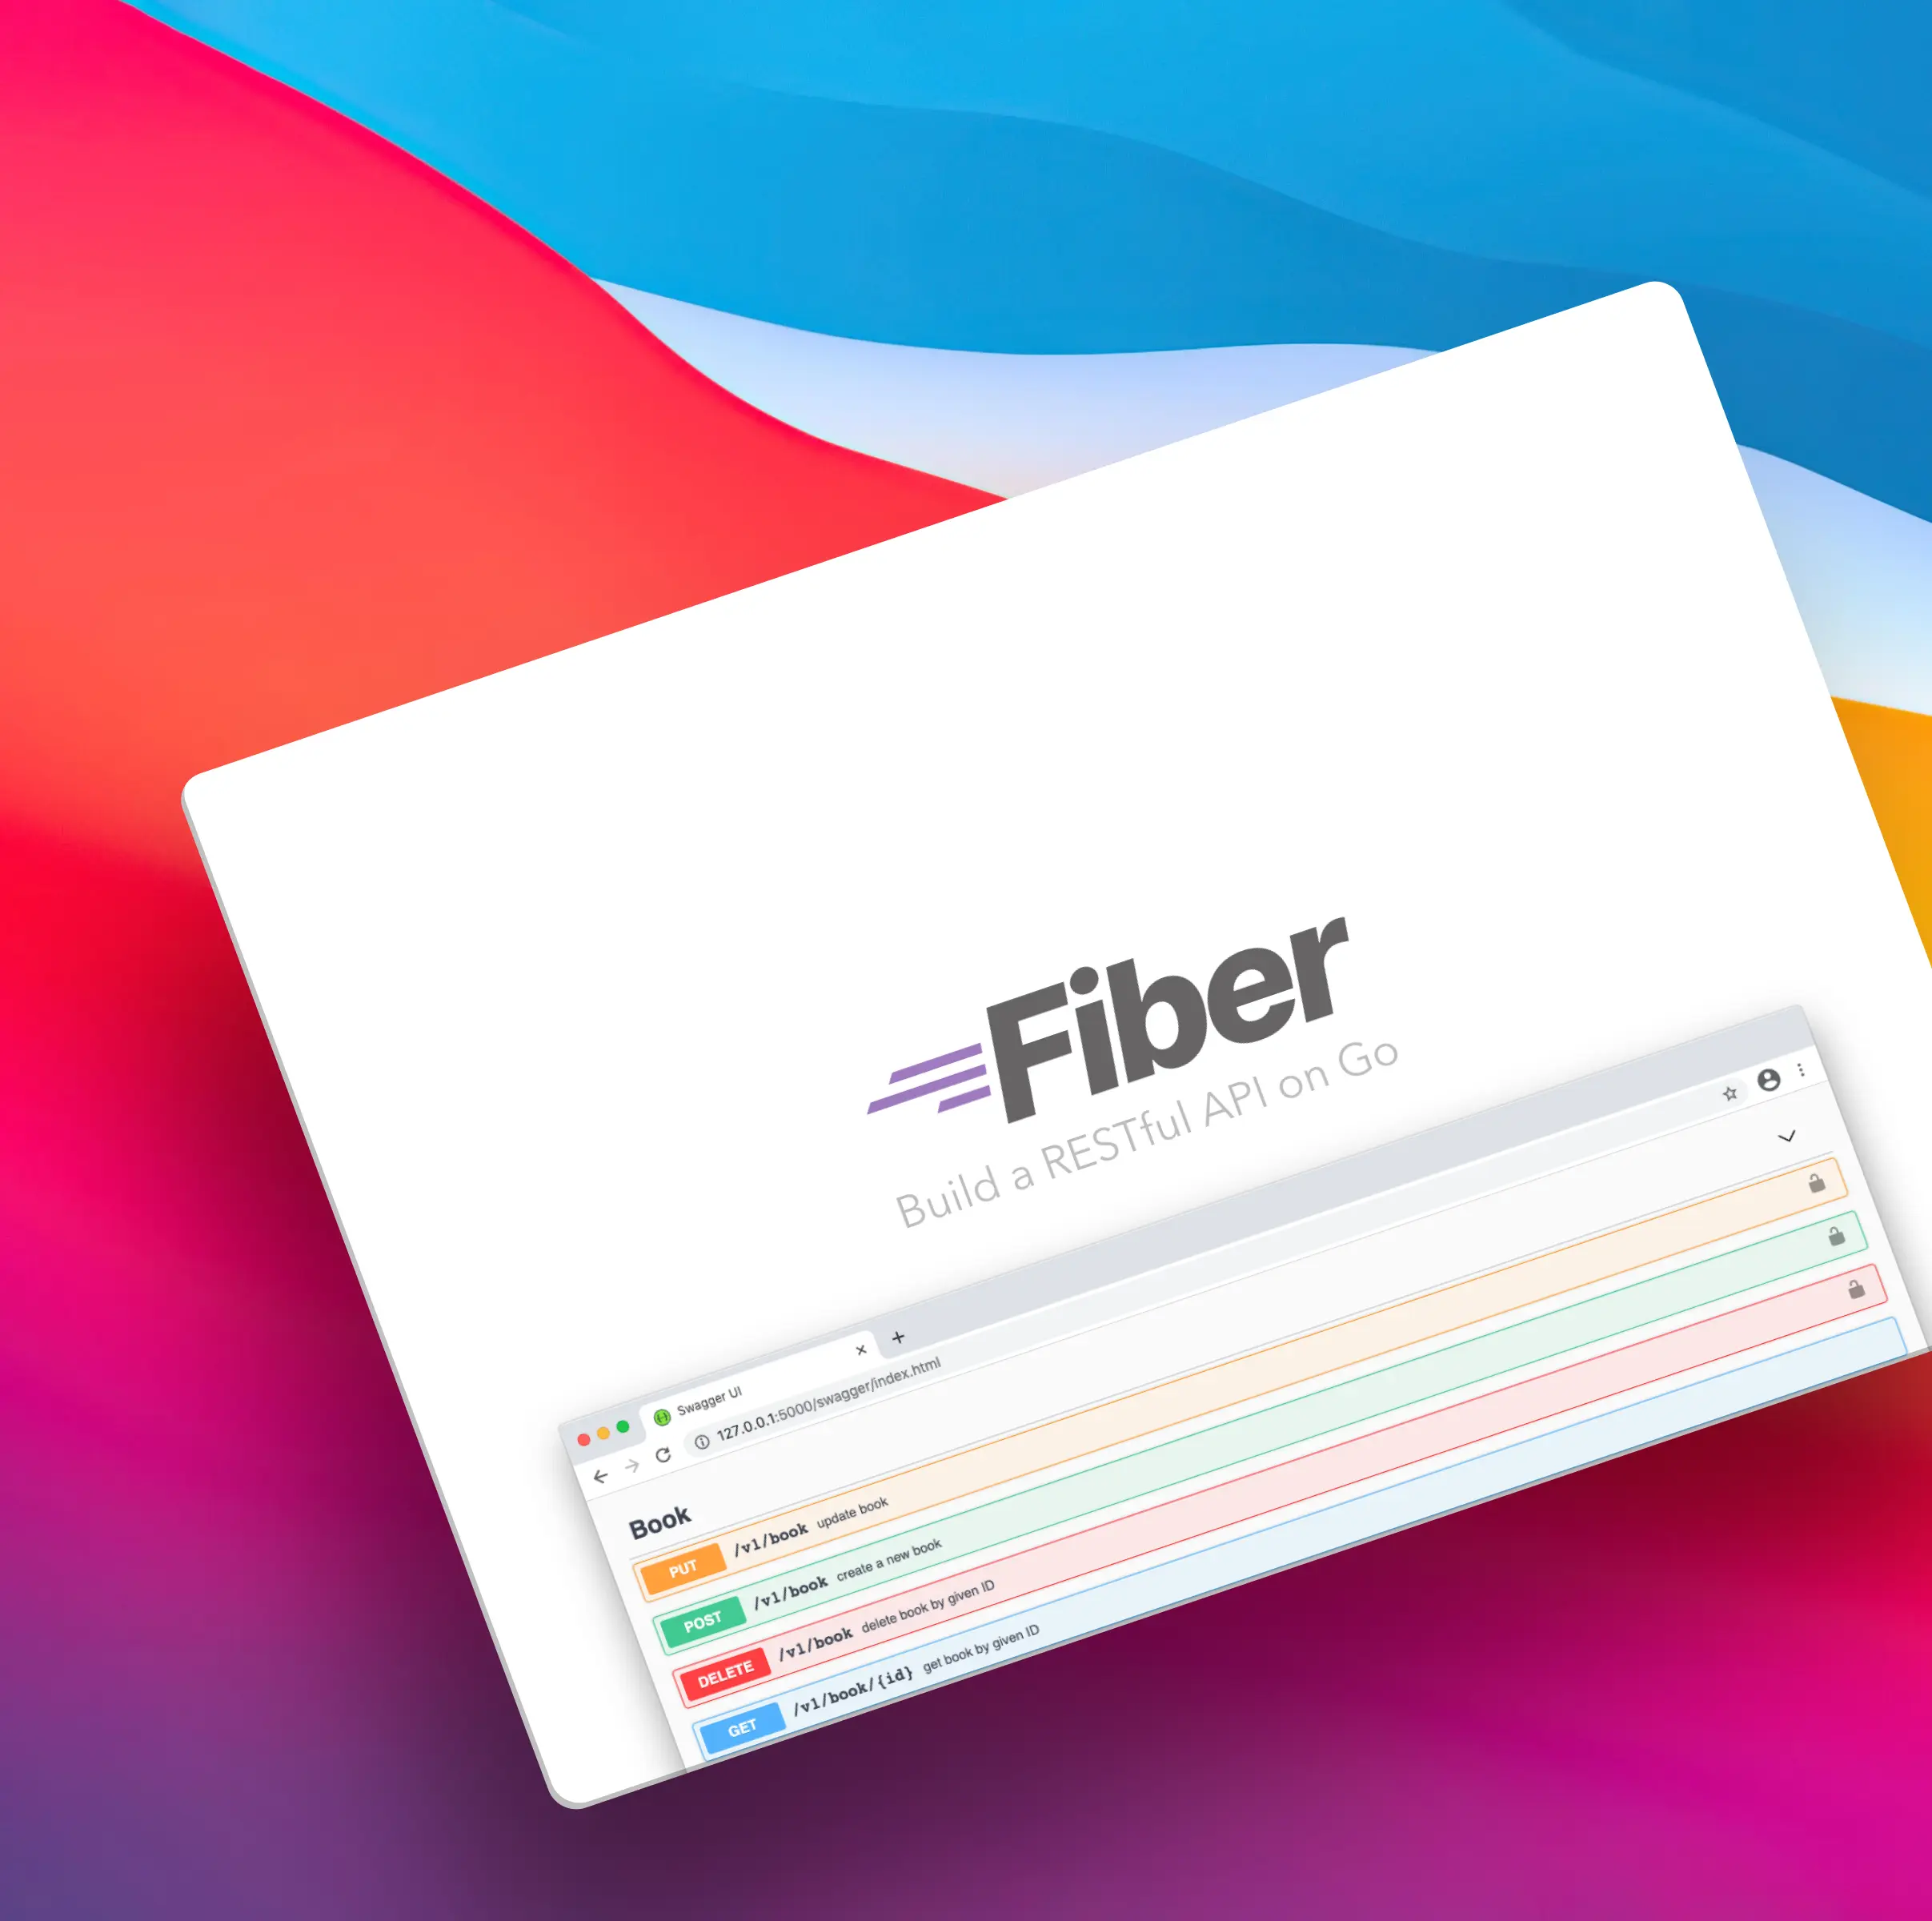 Fiber
Build a RESTful API on Go
Swagger UI
127.0.0.1:5000/swagger/index.html
Book
PUT /v1/book update book
POST /v1/book create a new book
DELETE /v1/book delete book by given ID
GET /v1/book/{id} get book by given ID